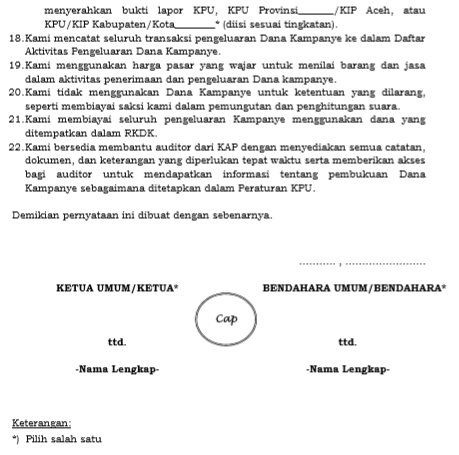 menyerahkan bukti lapor KPU, KPU Provinsi______/KIP Aceh, atau
KPU/KIP Kabupaten/Kota_______* (diisi sesuai tingkatan).
18.Kami mencatat seluruh transaksi pengeluaran Dana Kampanye ke dalam Daftar
Aktivitas Pengeluaran Dana Kampanye.
19.Kami menggunakan harga pasar yang wajar untuk menilai barang dan jasa
dalam aktivitas penerimaan dan pengeluaran Dana kampanye.
20.Kami tidak menggunakan Dana Kampanye untuk ketentuan yang dilarang,
seperti membiayai saksi kami dalam pemungutan dan penghitungan suara.
21.Kami membiayai seluruh pengeluaran Kampanye menggunakan dana yang
ditempatkan dalam RKDK.
22.Kami bersedia membantu auditor dari KAP dengan menyediakan semua catatan,
dokumen, dan keterangan yang diperlukan tepat waktu serta memberikan akses
bagi auditor untuk mendapatkan informasi tentang pembukuan Dana
Kampanye sebagaimana ditetapkan dalam Peraturan KPU.
Demikian pernyataan ini dibuat dengan sebenarnya.
..........., ........................
KETUA UMUM/KETUA* BENDAHARA UMUM/BENDAHARA*
Cap
ttd. ttd.
-Nama Lengkap- -Nama Lengkap-
Keterangan:
*) Pilih salah satu